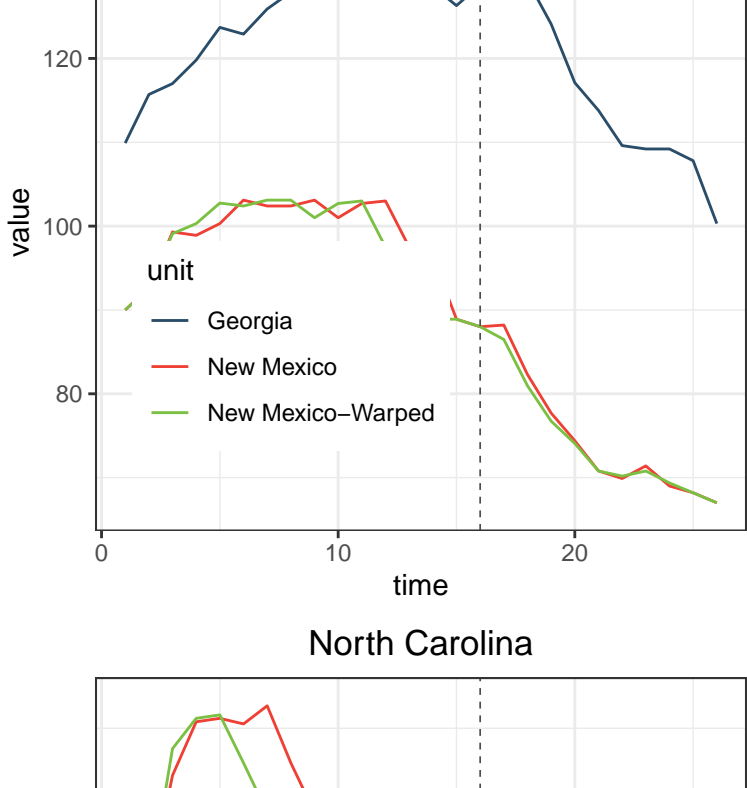 120
100
80
value
unit
Georgia
New Mexico
New Mexico−Warped
0 10 20
time
North Carolina